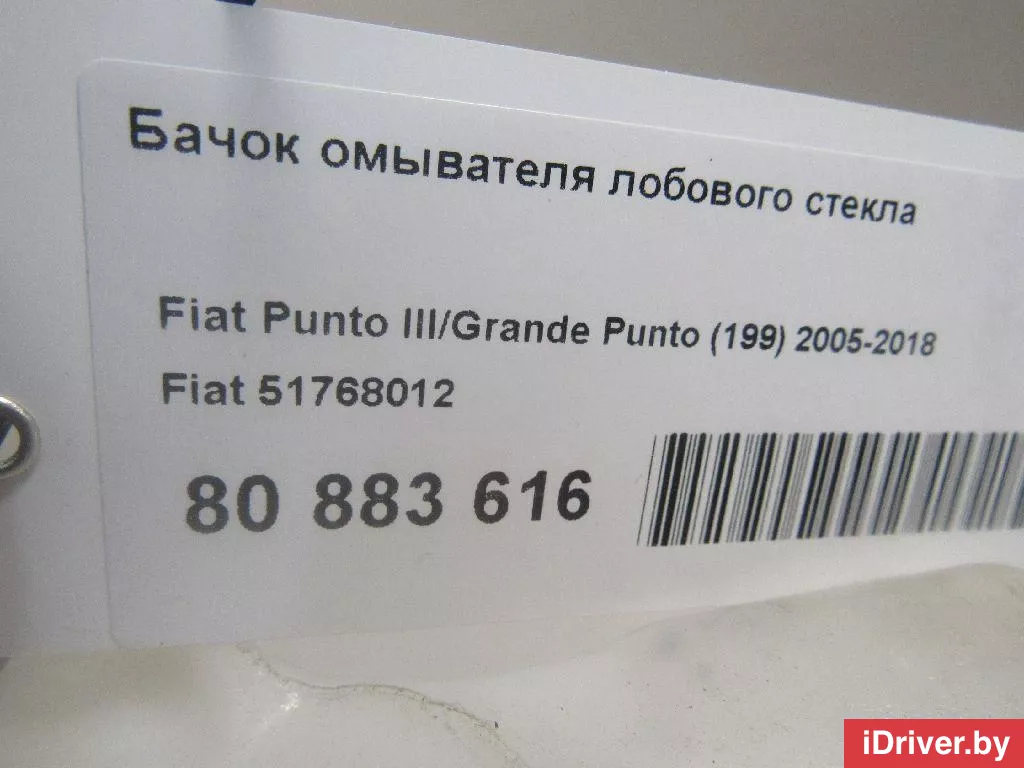 Бачок омывателя лобового стекла
Fiat Punto III/Grande Punto (199) 2005-2018
Fiat 51768012
80 883 616
iDriver.by